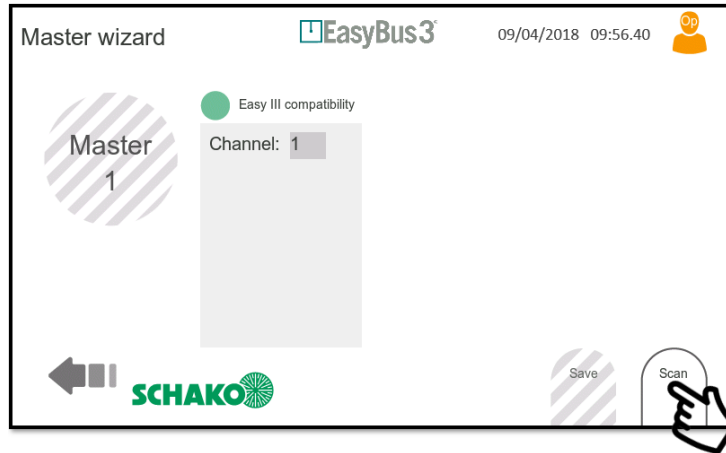 Master wizard
EasyBus3
09/04/2018 09:56.40
Op
Easy III compatibility
Master
1
Channel: 1
SCHAKO
Save
Scan